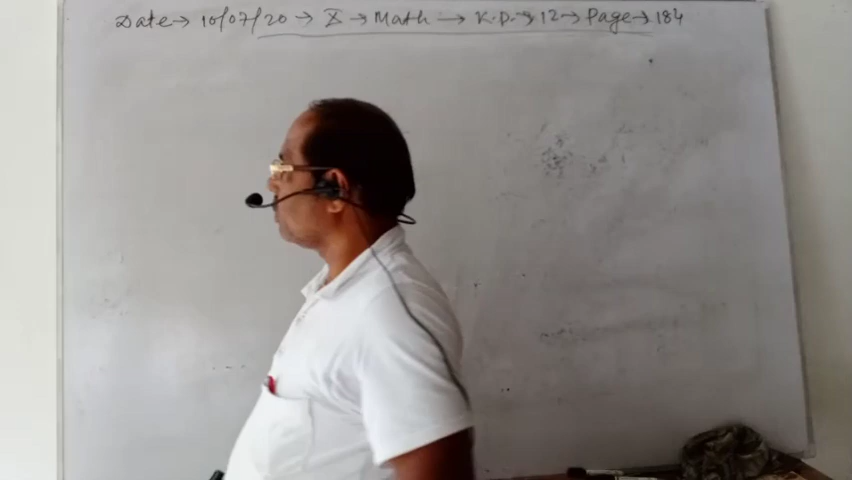 Date → 10/07/20 → X → Math → K.P. → 12 → Page → 184